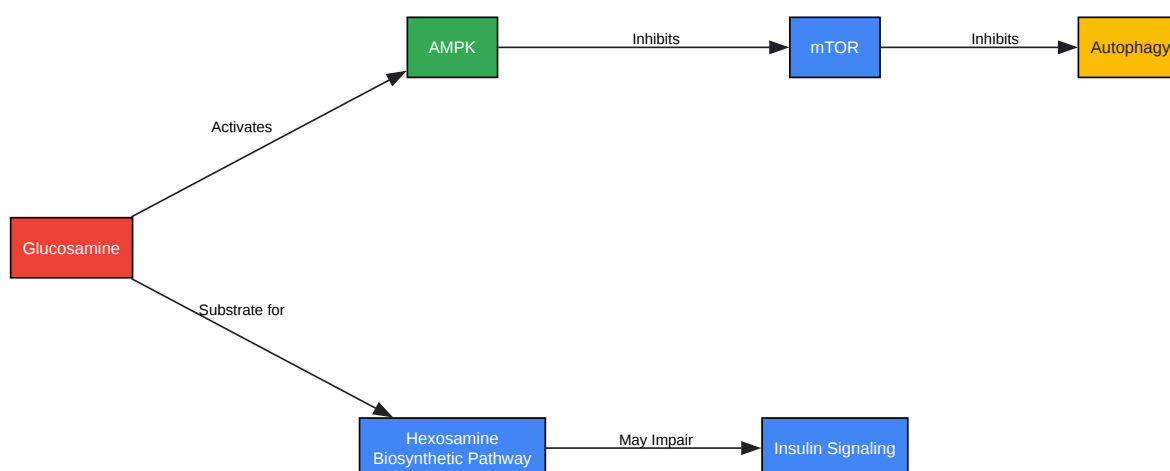 AMPK
Inhibits
mTOR
Inhibits
Autophagy
Activates
Glucosamine
Substrate for
Hexosamine
Biosynthetic Pathway
May Impair
Insulin Signaling